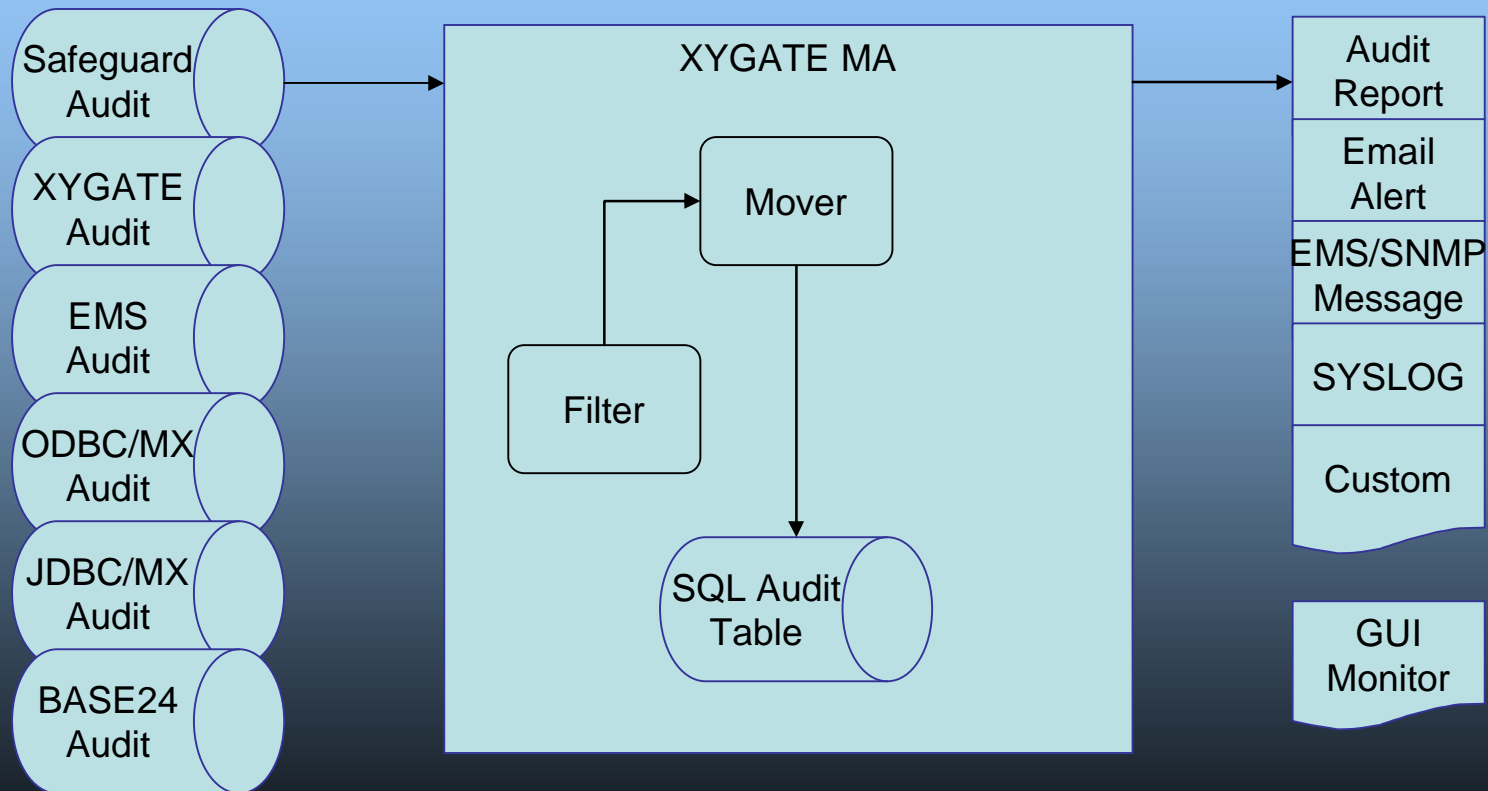 Safeguard
Audit
XYGATE
Audit
EMS
Audit
ODBC/MX
Audit
JDBC/MX
Audit
BASE24
Audit
XYGATE MA
Mover
Filter
SQL Audit
Table
Audit
Report
Email
Alert
EMS/SNMP
Message
SYSLOG
Custom
GUI
Monitor